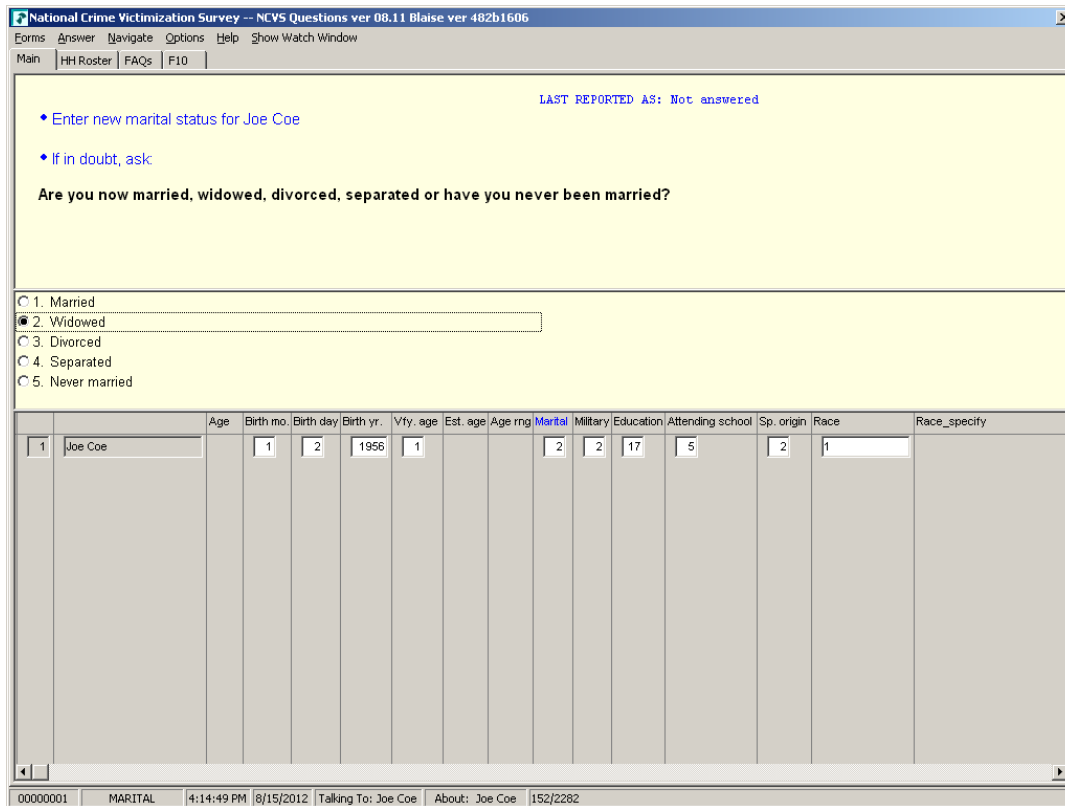 National Crime Victimization Survey -- NCVS Questions ver 08.11 Blaise ver 482b1606
Forms Answer Navigate Options Help Show Watch Window
Main HH Roster FAQs F10
LAST REPORTED AS: Not answered
Enter new marital status for Joe Coe
If in doubt, ask:
Are you now married, widowed, divorced, separated or have you never been married?
1. Married
2. Widowed
3. Divorced
4. Separated
5. Never married
Age Birth mo. Birth day Birth yr. Vfy. age Est. age Age rng Marital Military Education Attending school Sp. origin Race Race_specify
1 Joe Coe 1 2 1956 1 2 2 17 5 2 1
00000001 MARITAL 4:14:49 PM 8/15/2012 Talking To: Joe Coe About: Joe Coe 152/2282